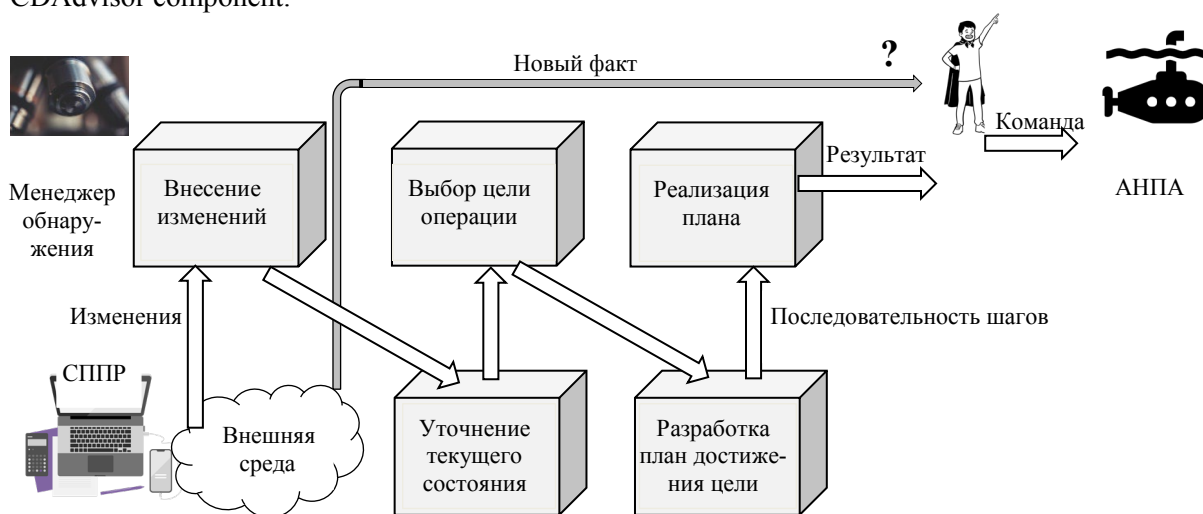 CDAdvisor component.
Новый факт
?
Команда
Менеджер
обнару-
жения
Внесение
изменений
Выбор цели
операции
Реализация
плана
Результат
АНПА
Изменения
Последовательность шагов
СППР
Внешняя
среда
Уточнение
текущего
состояния
Разработка
план достиже-
ния цели